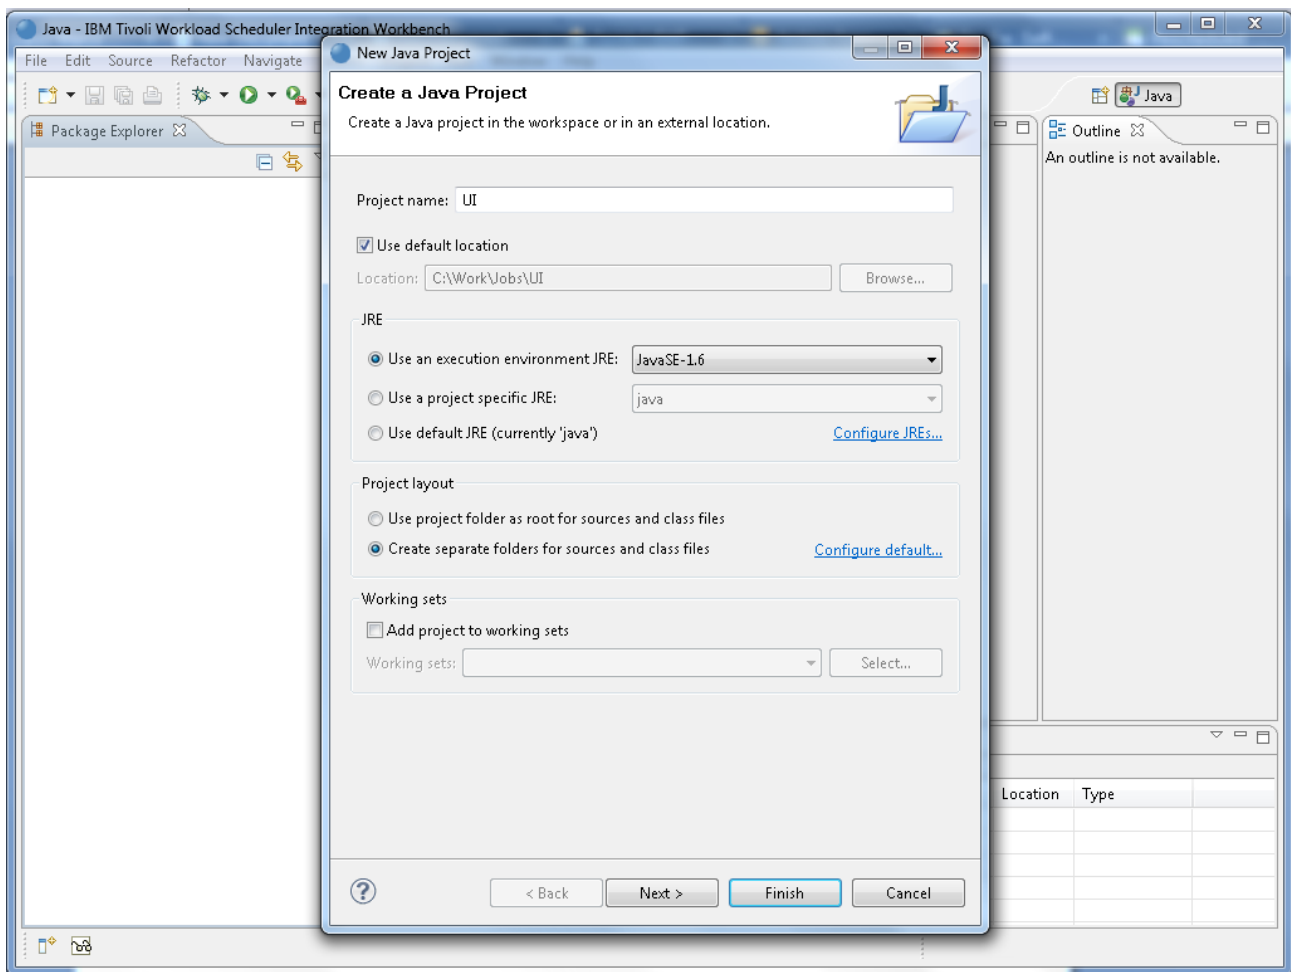 Java - IBM Tivoli Workload Scheduler Integration Workbench
File Edit Source Refactor Navigate
Java
Package Explorer
Outline
An outline is not available.
Location Type
New Java Project
Create a Java Project
Create a Java project in the workspace or in an external location.
Project name: UI
Use default location
Location: C:\Work\Jobs\UI Browse...
JRE
Use an execution environment JRE: JavaSE-1.6
Use a project specific JRE: java
Use default JRE (currently 'java') Configure JREs...
Project layout
Use project folder as root for sources and class files
Create separate folders for sources and class files Configure default...
Working sets
Add project to working sets
Working sets: Select...
? < Back Next > Finish Cancel